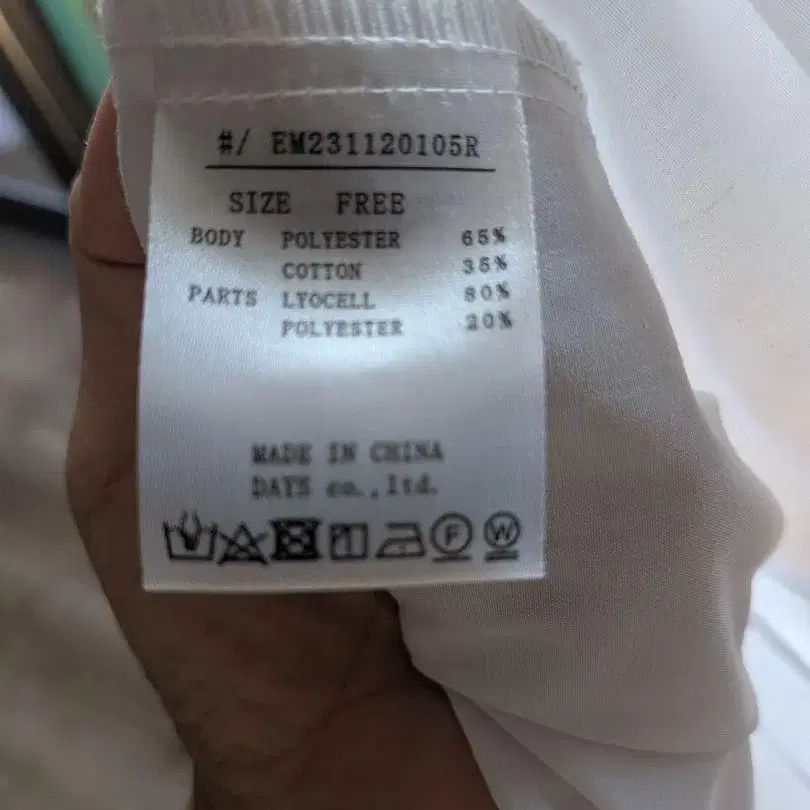 #/ EM231120105R
SIZE FREE
BODY POLYESTER 65%
COTTON 35%
PARTS LYOCELL 80%
POLYESTER 20%
MADE IN CHINA
DAYS co.,ltd.
F W